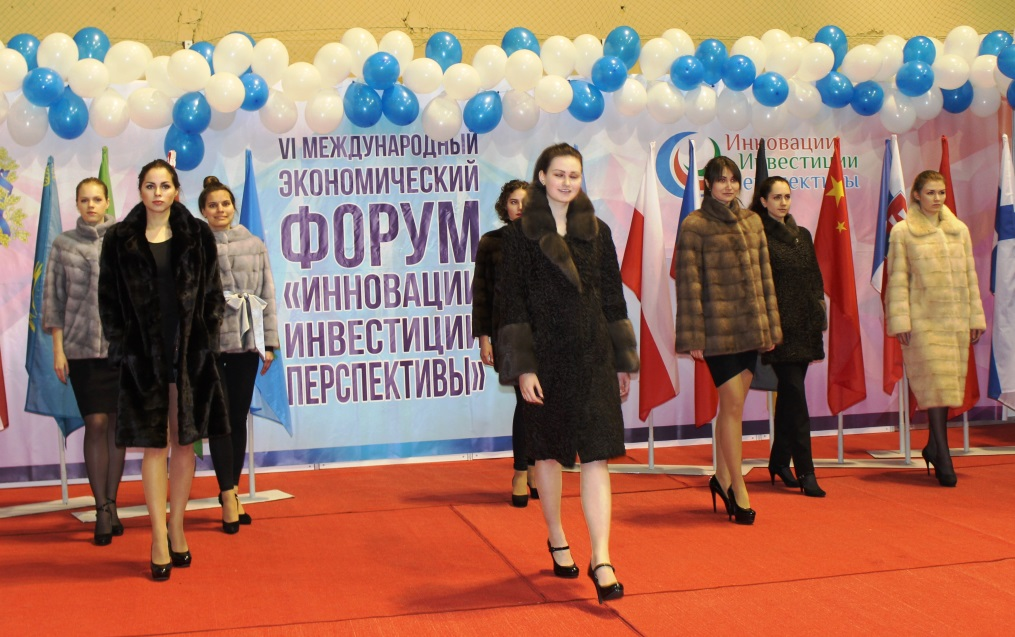 VI МЕЖДУНАРОДНЫЙ
ЭКОНОМИЧЕСКИЙ
ФОРУМ
«ИННОВАЦИИ
ИНВЕСТИЦИИ
ПЕРСПЕКТИВЫ»
Инновации
Инвестиции
Перспективы